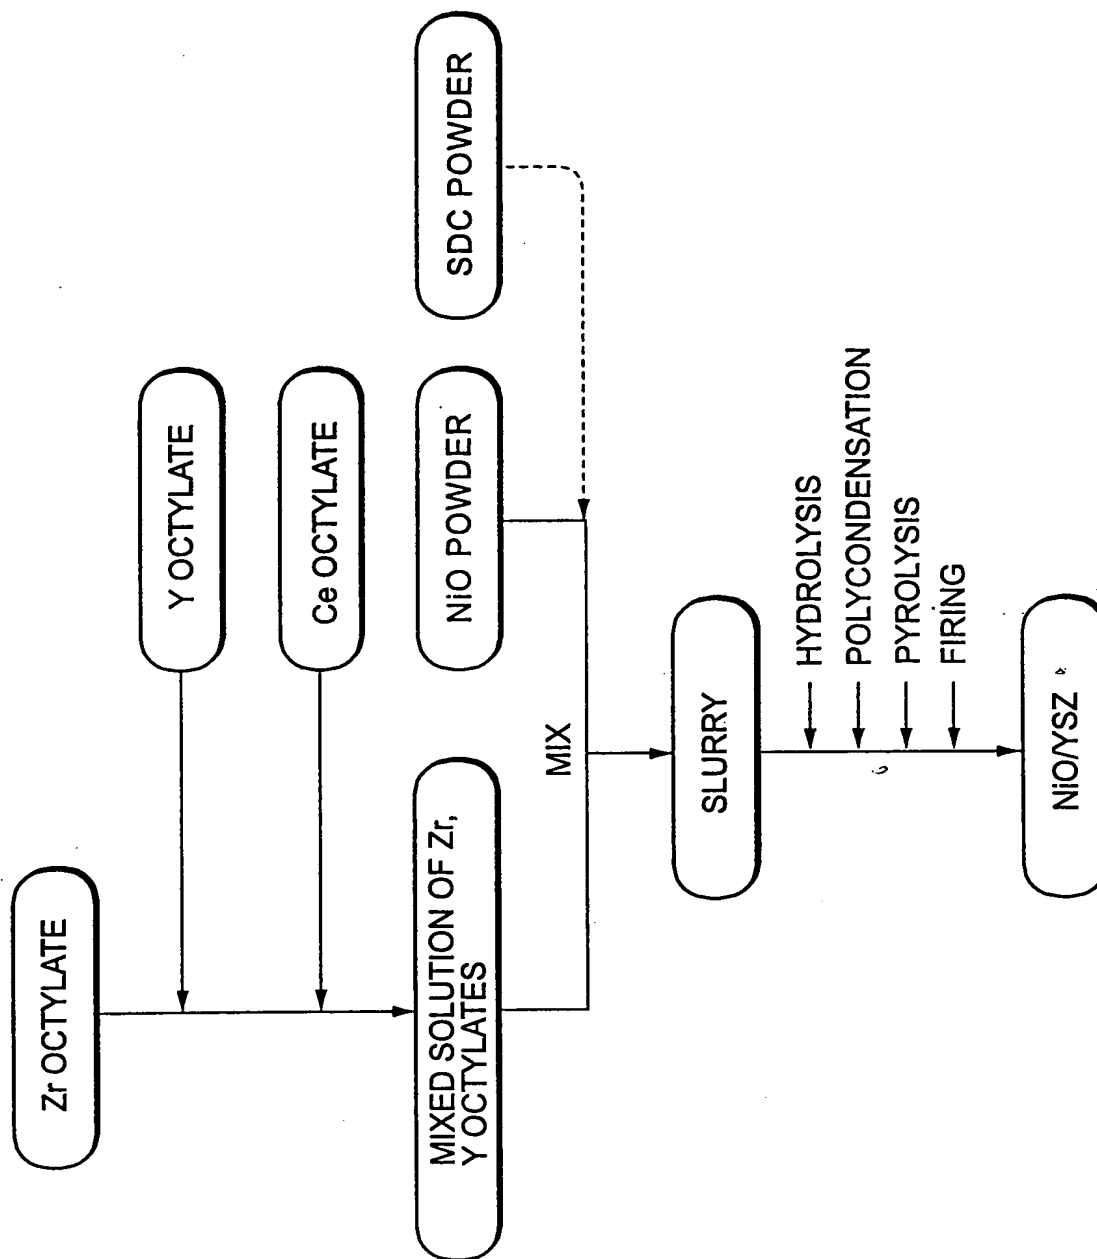 Zr OCTYLATE
Y OCTYLATE
Ce OCTYLATE
MIXED SOLUTION OF Zr,
Y OCTYLATES
NiO POWDER
SDC POWDER
MIX
SLURRY
HYDROLYSIS
POLYCONDENSATION
PYROLYSIS
FIRING
NiO/YSZ